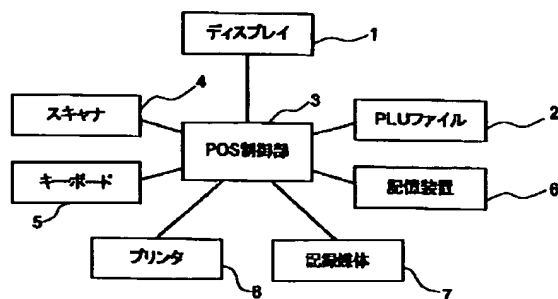 ディスプレイ
1
スキャナ
4
3
POS制御部
PLUファイル
2
キーボード
5
記憶装置
6
プリンタ
8
記録媒体
7